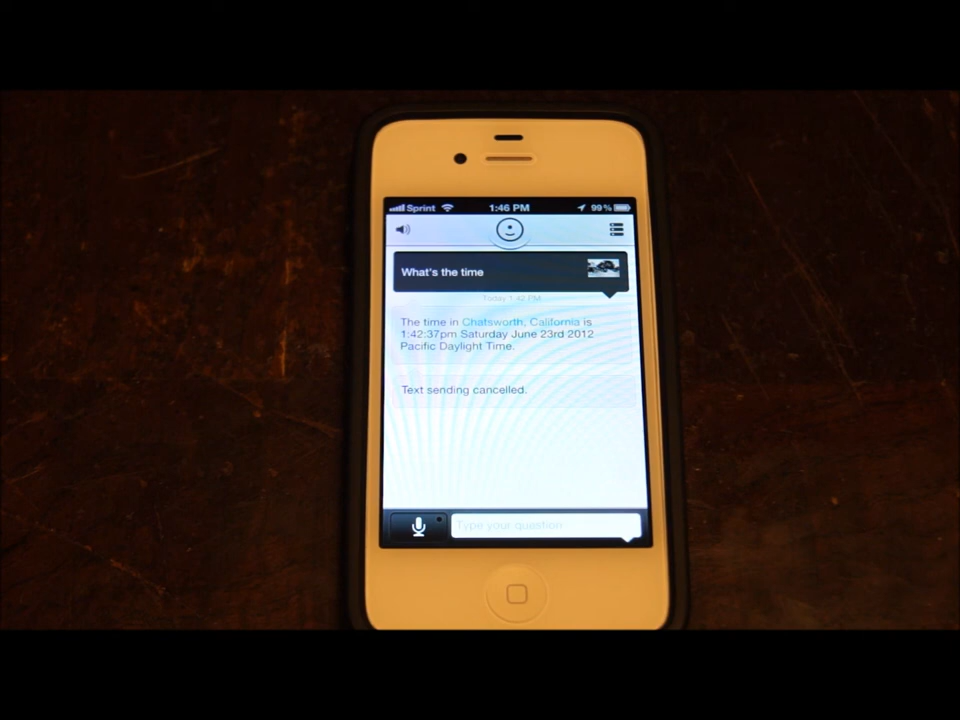 Sprint 1:46 PM 99%
What's the time
Today 1:42 PM
The time in Chatsworth, California is
1:42:37pm Saturday June 23rd 2012
Pacific Daylight Time.
Text sending cancelled.
Type your question